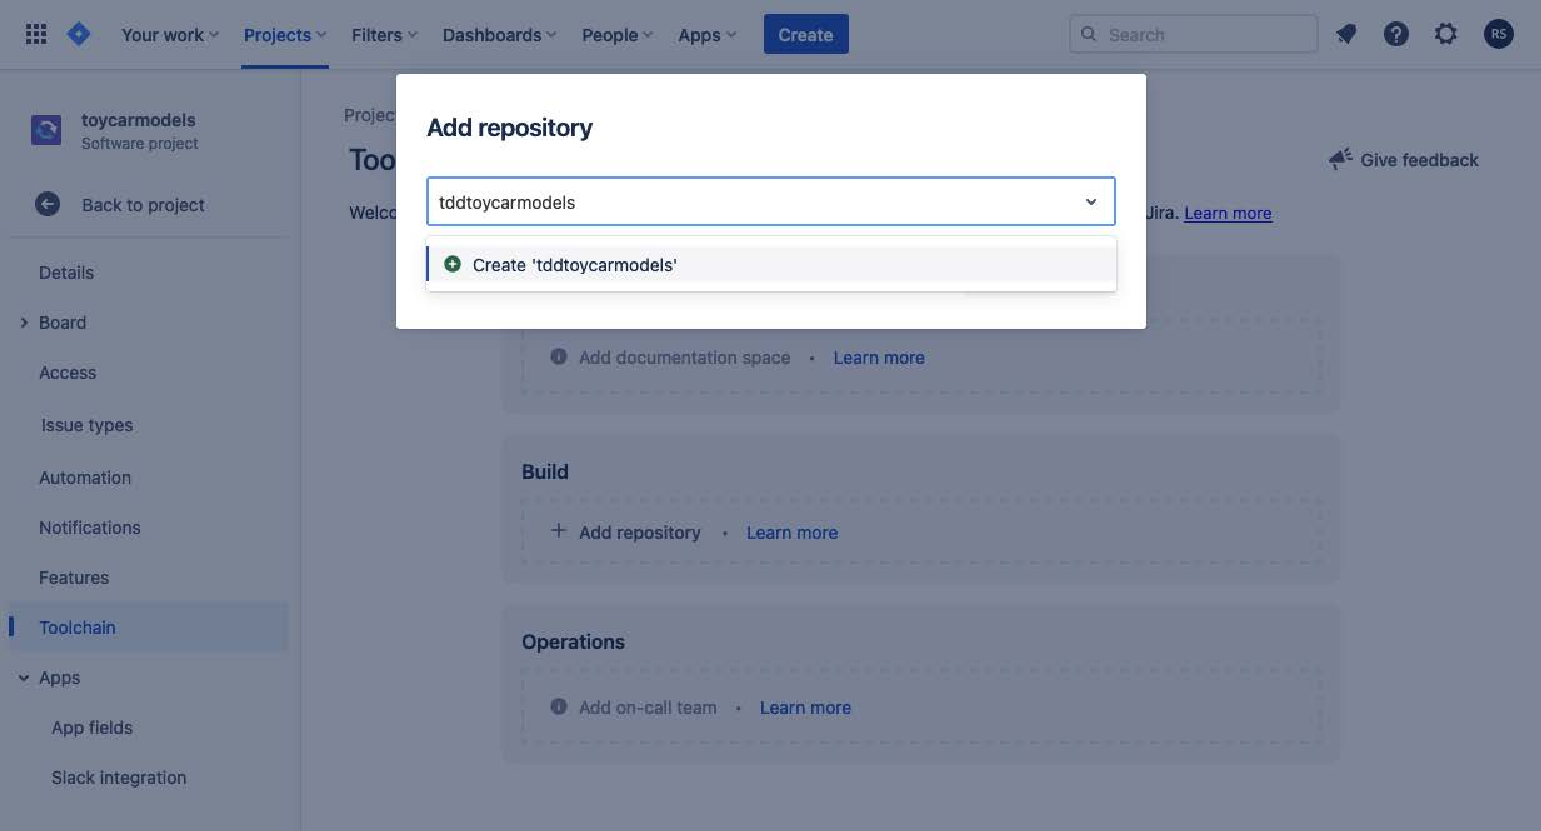 Your work
Projects
Filters
Dashboards
People
Apps
Create
Search
RS
toycarmodels
Software project
Back to project
Details
Board
Access
Issue types
Automation
Notifications
Features
Toolchain
Apps
App fields
Slack integration
Projec
Too
Give feedback
Welco
Jira. Learn more
Add repository
tddtoycarmodels
Create 'tddtoycarmodels'
Add documentation space • Learn more
Build
Add repository • Learn more
Operations
Add on-call team • Learn more